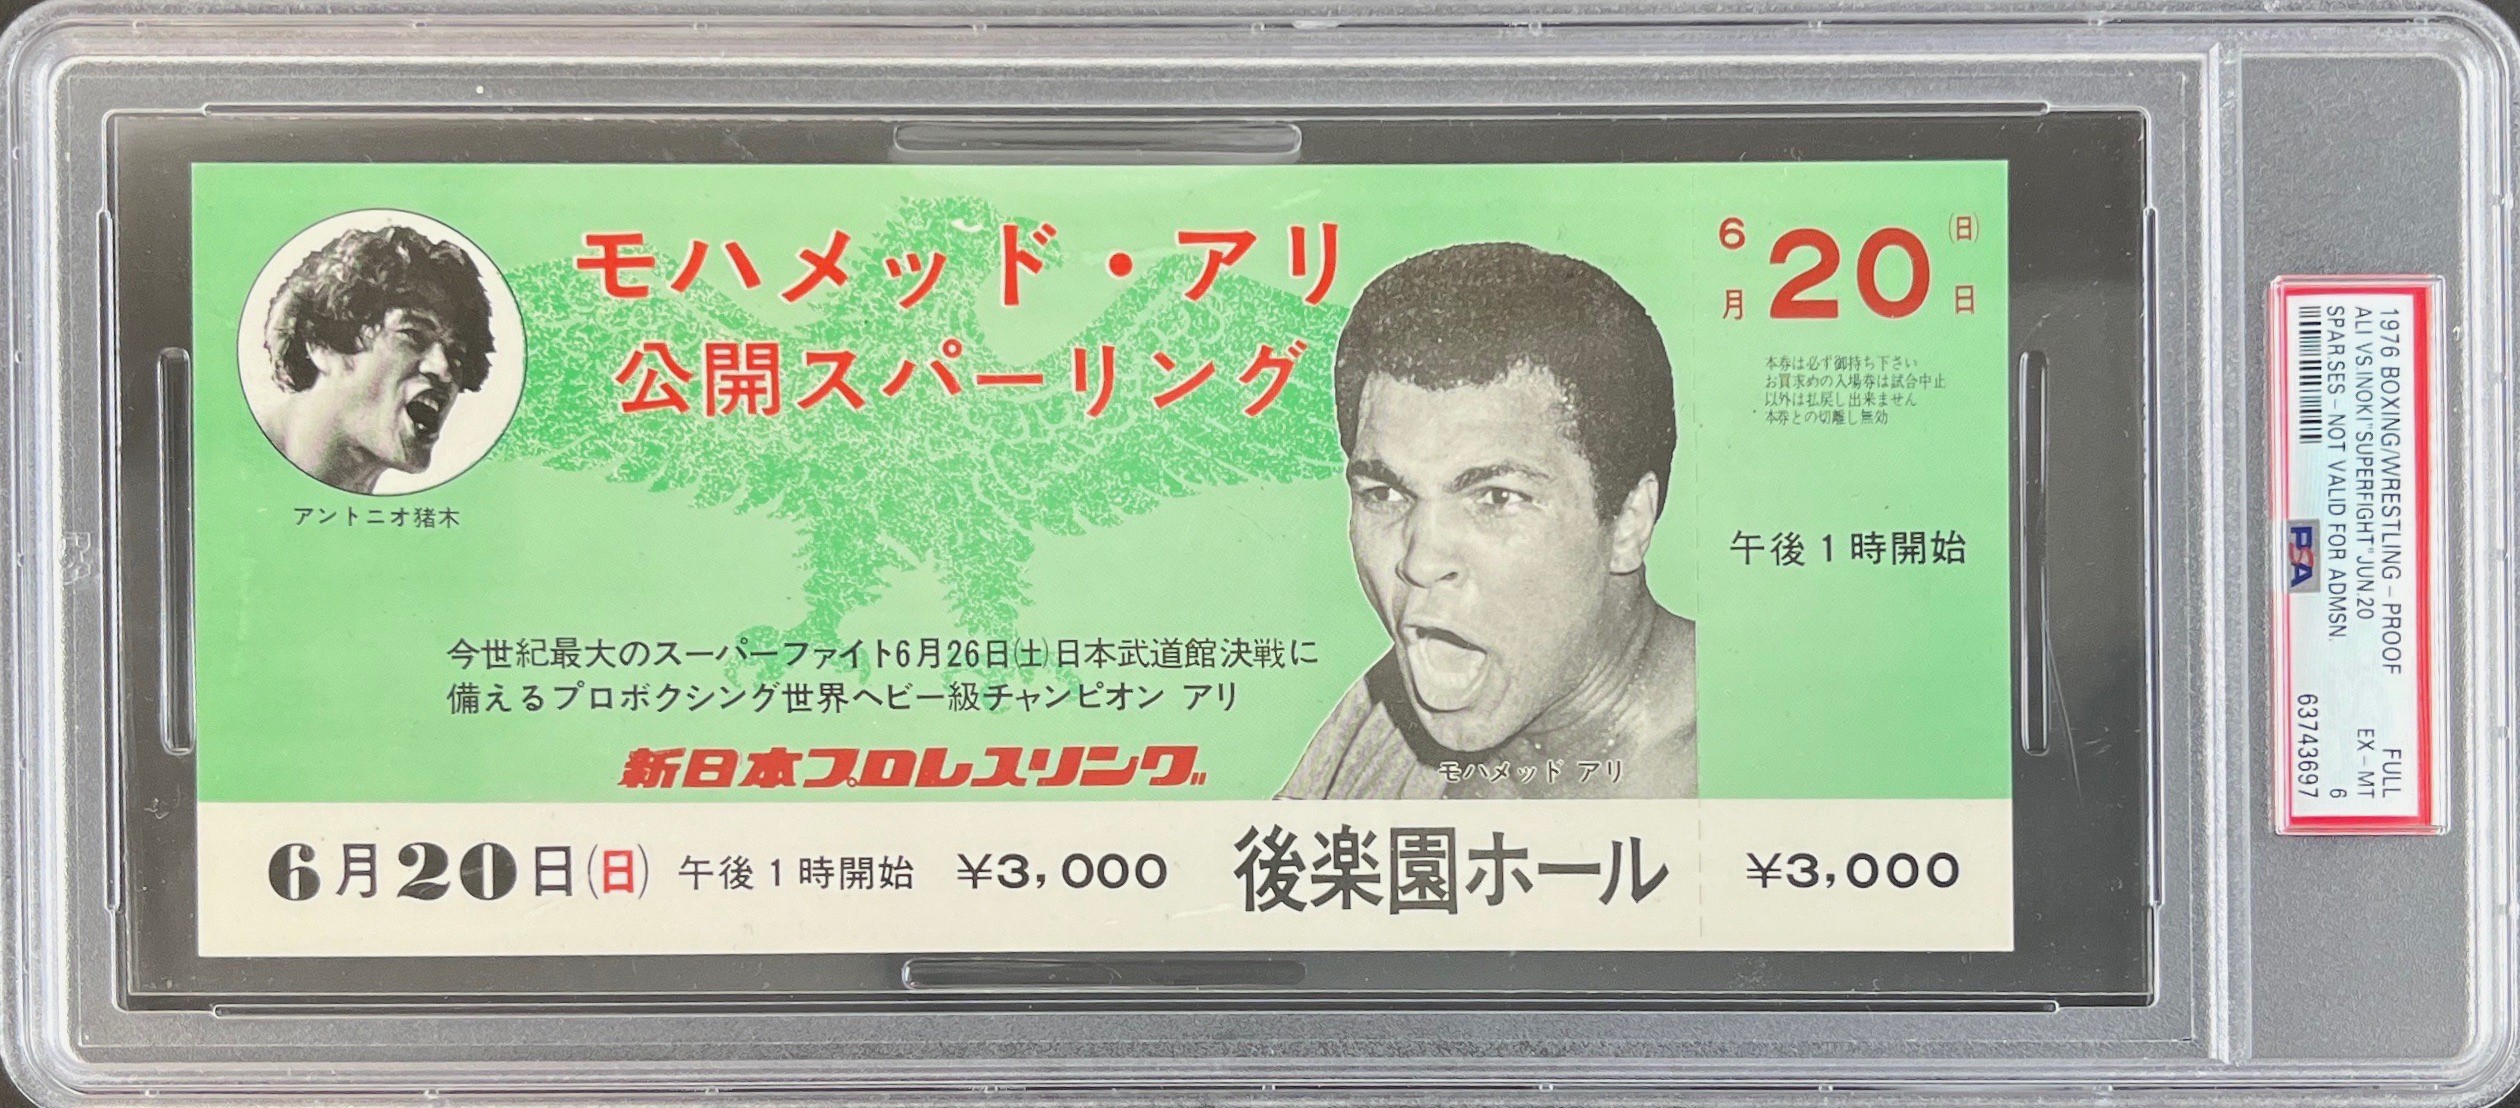 モハメッド・アリ
公開スパーリング
アントニオ猪木
今世紀最大のスーパーファイト6月26日(土)日本武道館決戦に
備えるプロボクシング世界ヘビー級チャンピオン アリ
新日本プロレスリング
モハメッド アリ
6月20日(日) 午後1時開始 ¥3,000 後楽園ホール
6月20日(日)
本券は必ず御持ち下さい
お買求めの入場券は試合中止
以外は払戻し出来ません
本券との切離し無効
午後1時開始
¥3,000
1976 BOXING/WRESTLING-PROOF FULL
ALI VS.INOKI"SUPERFIGHT"JUN.20 EX-MT
SPAR.SES-NOT VALID FOR ADMSN. 6
63743697
PSA